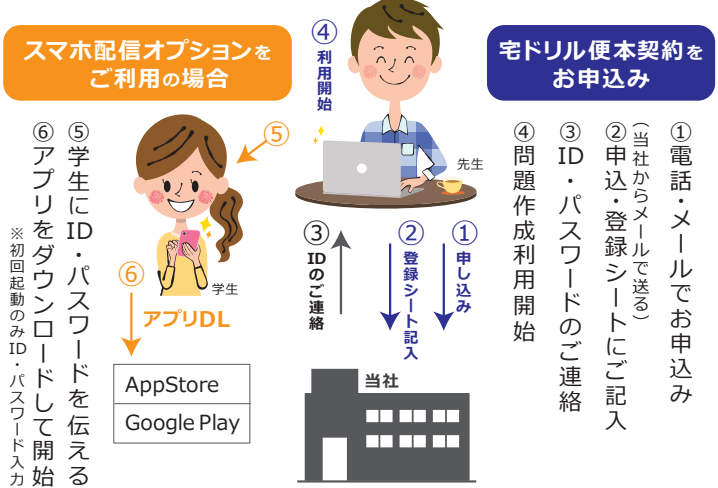 宅ドリル便本契約を
お申込み
①電話・メールでお申込み
(当社からメールで送る)
②申込・登録シートにご記入
③ID・パスワードのご連絡
④問題作成利用開始
④利用開始
先生
①申し込み
②登録シート記入
③IDのご連絡
当社
スマホ配信オプションを
ご利用の場合
⑤
学生
⑥
アプリDL
AppStore
Google Play
⑤学生にID・パスワードを伝える
⑥アプリをダウンロードして開始
※初回起動のみID・パスワード入力